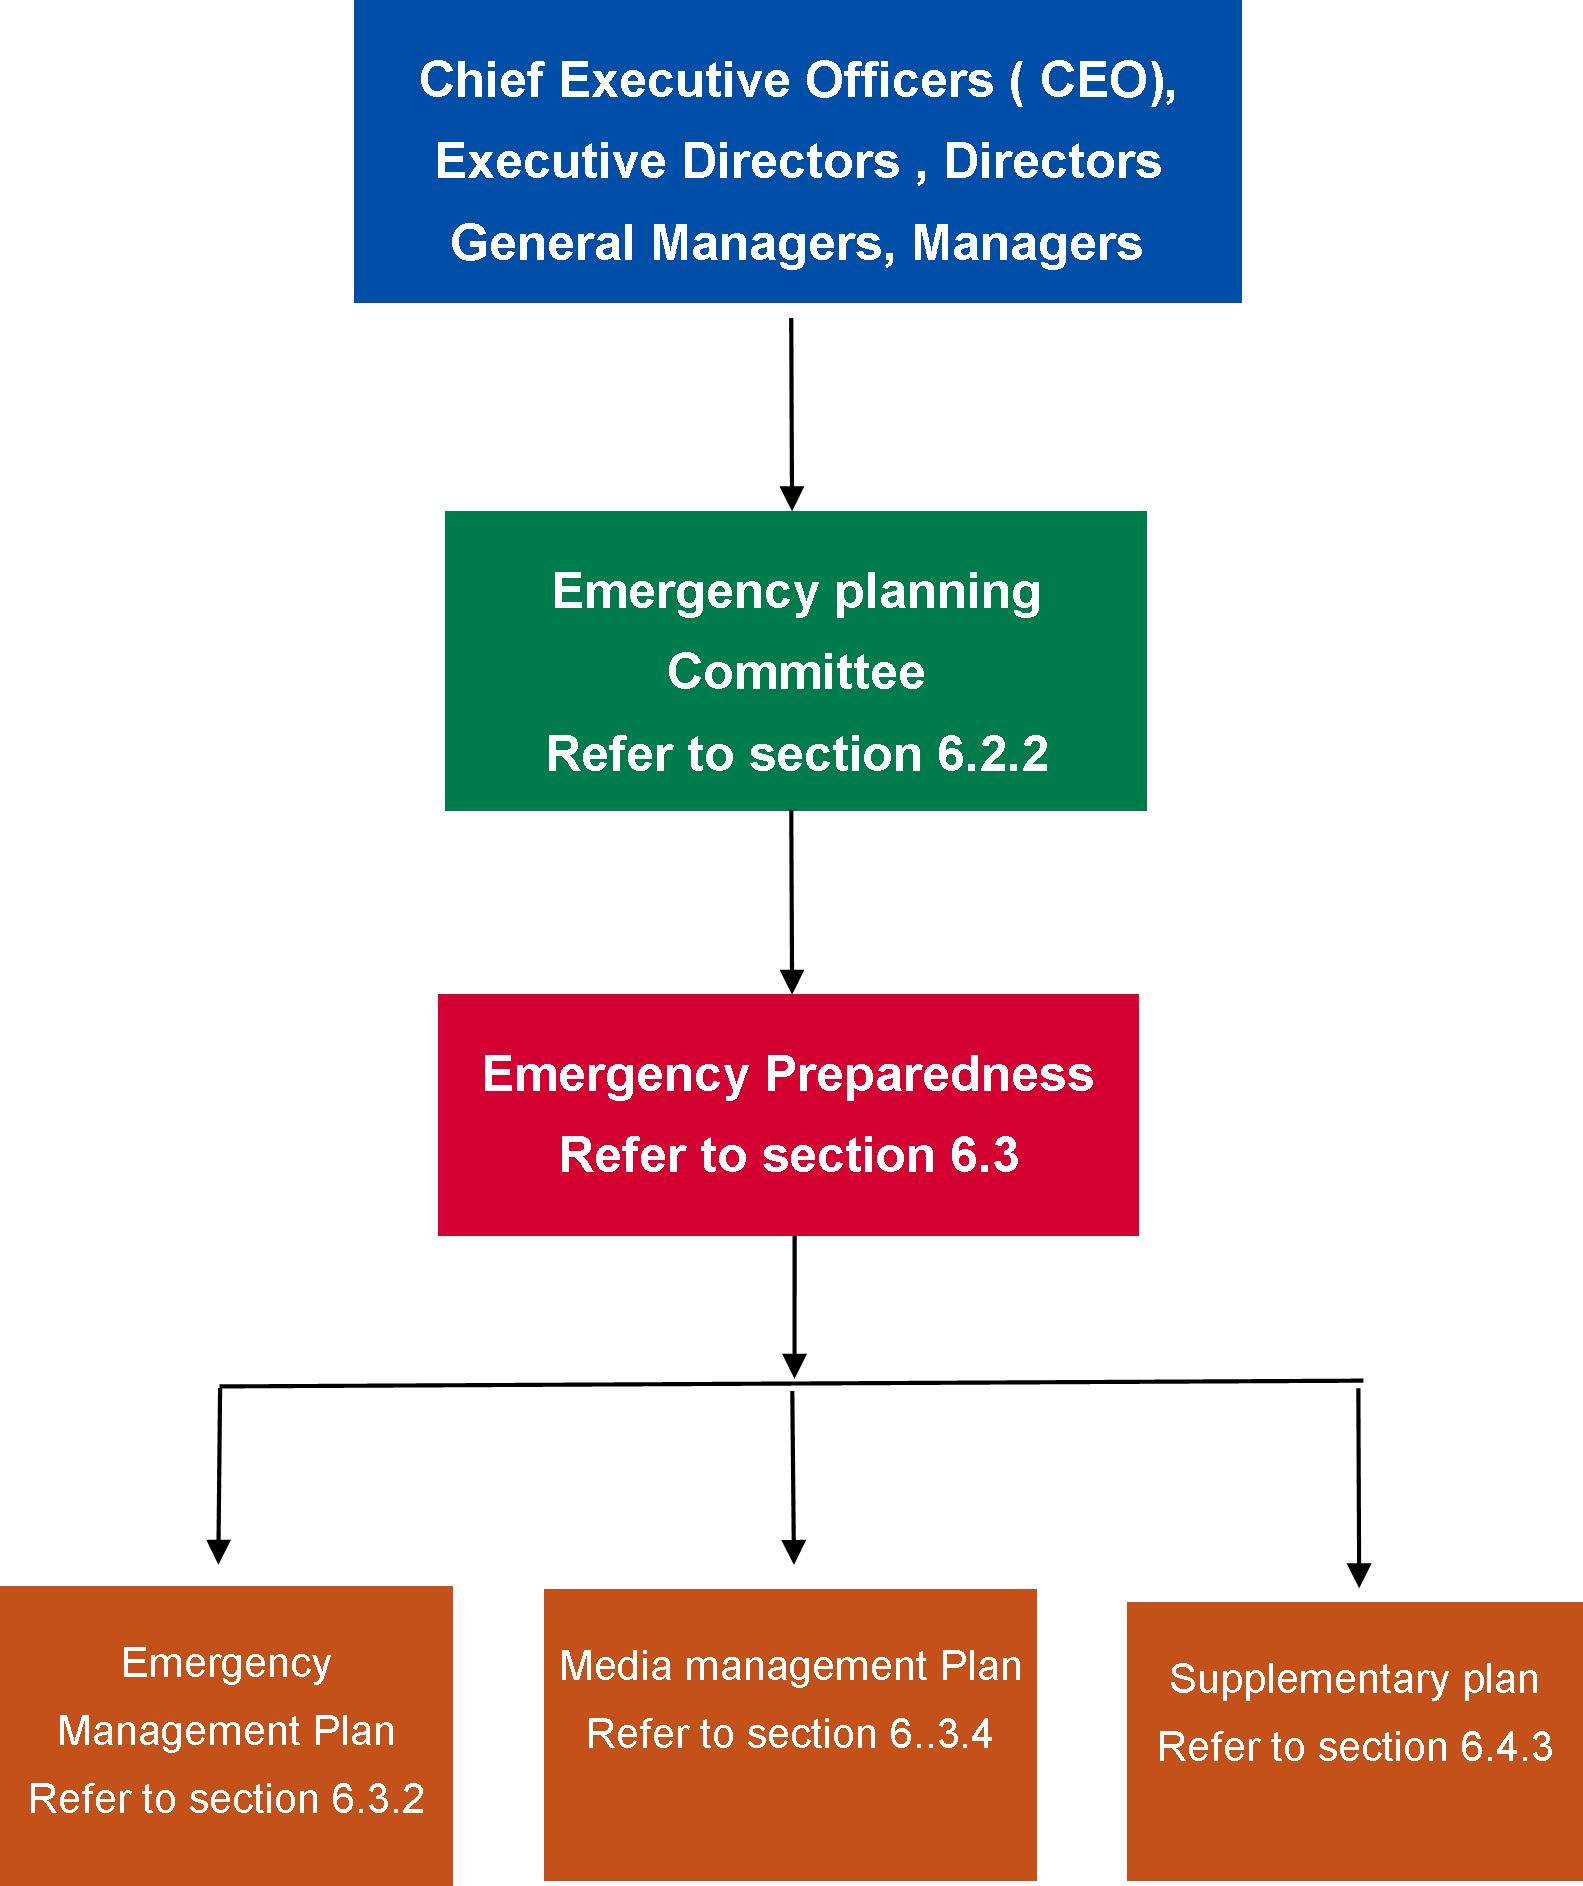 Chief Executive Officers ( CEO),
Executive Directors , Directors
General Managers, Managers
Emergency planning
Committee
Refer to section 6.2.2
Emergency Preparedness
Refer to section 6.3
Emergency
Management Plan
Refer to section 6.3.2
Media management Plan
Refer to section 6..3.4
Supplementary plan
Refer to section 6.4.3